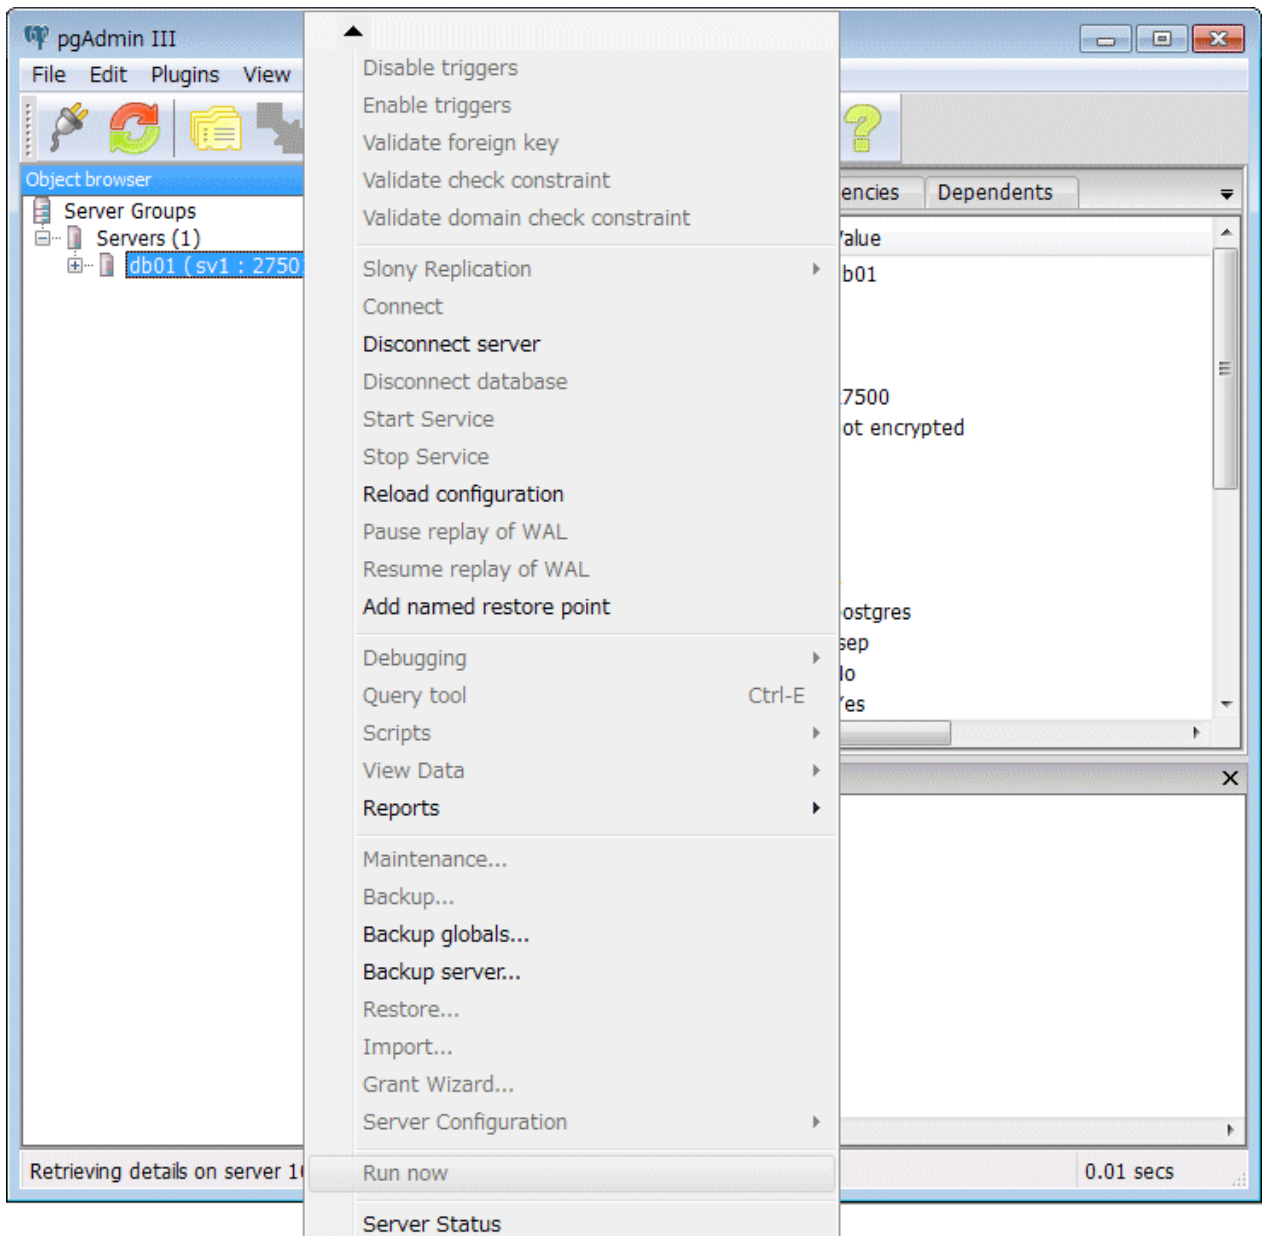 pgAdmin III
File Edit Plugins View
Object browser
Server Groups
Servers (1)
db01 (sv1 : 2750
Disable triggers
Enable triggers
Validate foreign key
Validate check constraint
Validate domain check constraint
Slony Replication
Connect
Disconnect server
Disconnect database
Start Service
Stop Service
Reload configuration
Pause replay of WAL
Resume replay of WAL
Add named restore point
Debugging
Query tool Ctrl-E
Scripts
View Data
Reports
Maintenance...
Backup...
Backup globals...
Backup server...
Restore...
Import...
Grant Wizard...
Server Configuration
Run now
Server Status
encies Dependents
alue
b01
7500
ot encrypted
ostgres
sep
lo
es
Retrieving details on server 1
0.01 secs